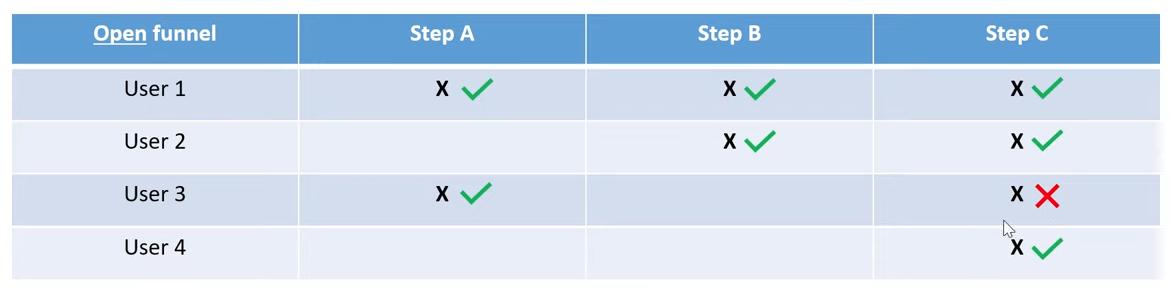 Open funnel Step A Step B Step C
User 1 X X X
User 2 X X
User 3 X X
User 4 X